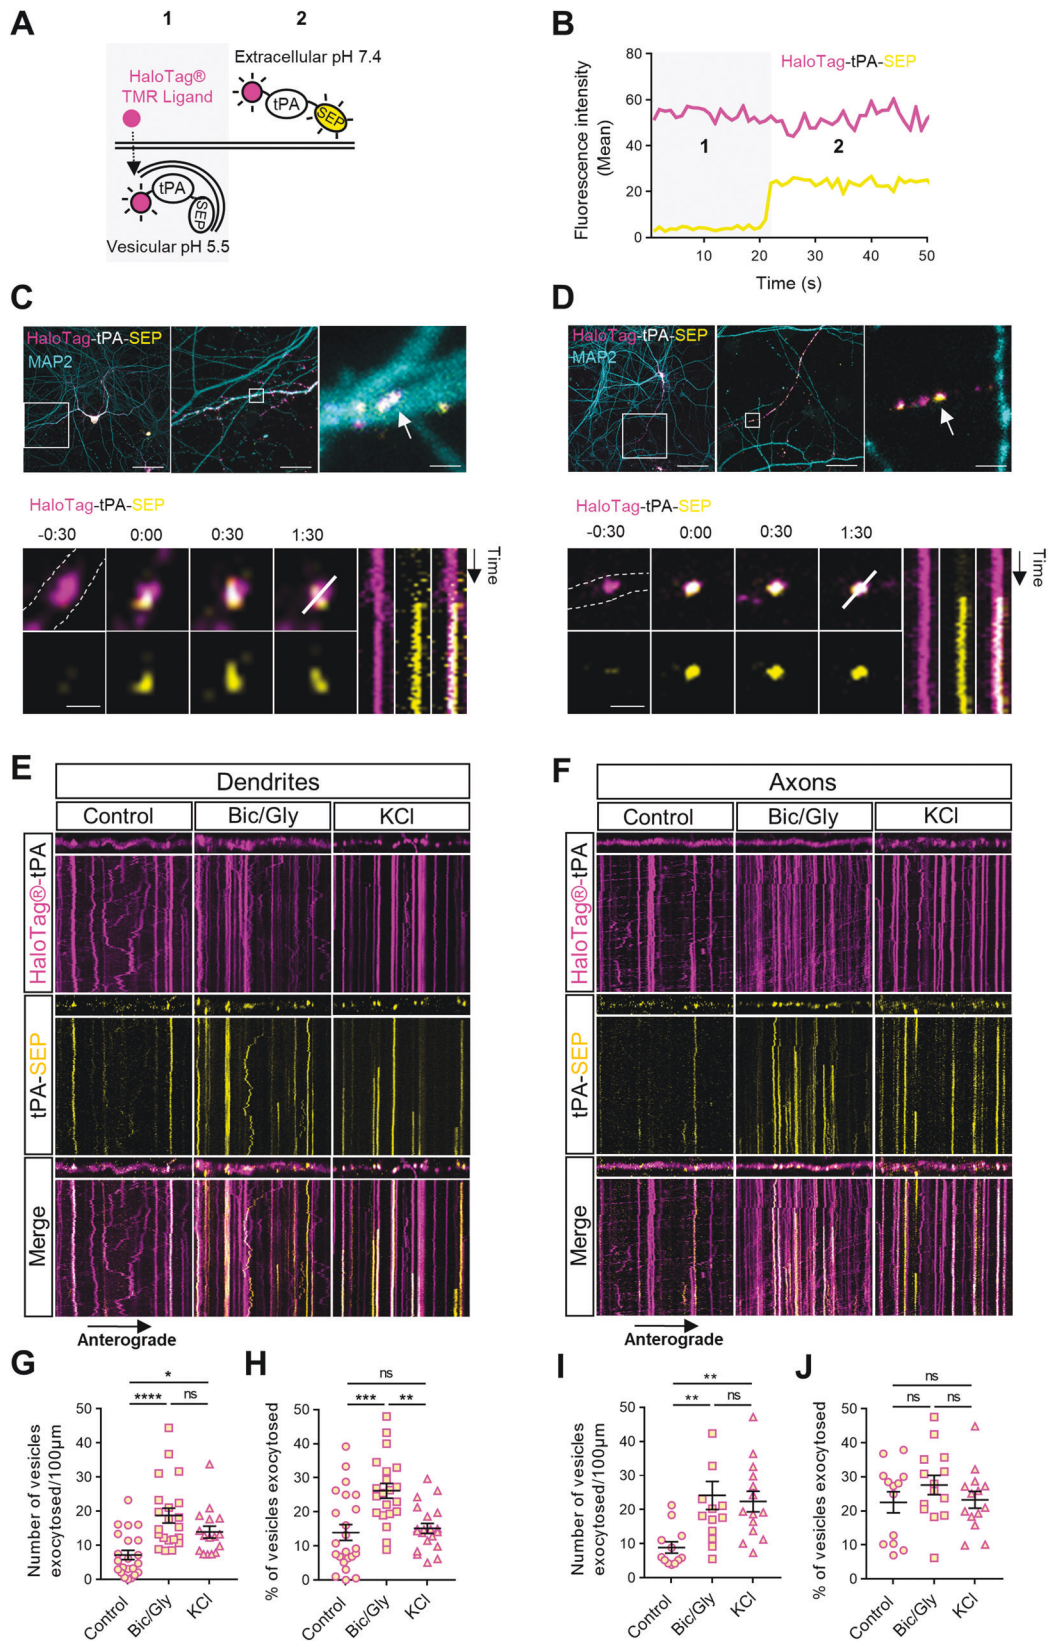 A
1
2
Extracellular pH 7.4
HaloTag®
TMR Ligand
tPA
SEP
tPA
SEP
Vesicular pH 5.5
B
Fluorescence intensity
(Mean)
80
60
40
20
0
HaloTag-tPA-SEP
1
2
10
20
30
40
50
Time (s)
C
HaloTag-tPA-SEP
MAP2
HaloTag-tPA-SEP
-0:30
0:00
0:30
1:30
Time
D
HaloTag-tPA-SEP
MAP2
HaloTag-tPA-SEP
-0:30
0:00
0:30
1:30
Time
E
Dendrites
Control
Bic/Gly
KCl
HaloTag®-tPA
tPA-SEP
Merge
Anterograde
F
Axons
Control
Bic/Gly
KCl
HaloTag®-tPA
tPA-SEP
Merge
Anterograde
G
Number of vesicles
exocytosed/100µm
50
40
30
20
10
0
*
****
ns
Control
Bic/Gly
KCl
H
% of vesicles exocytosed
50
40
30
20
10
0
ns
***
**
Control
Bic/Gly
KCl
I
Number of vesicles
exocytosed/100µm
50
40
30
20
10
0
**
**
ns
Control
Bic/Gly
KCl
J
% of vesicles exocytosed
50
40
30
20
10
0
ns
ns
ns
Control
Bic/Gly
KCl